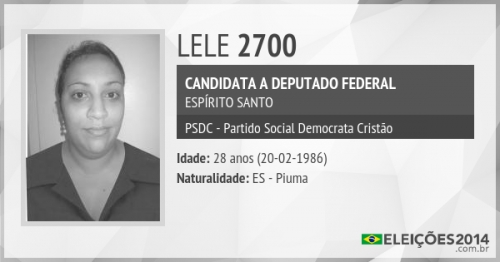 LELE 2700
CANDIDATA A DEPUTADO FEDERAL
ESPÍRITO SANTO
PSDC - Partido Social Democrata Cristão
Idade: 28 anos (20-02-1986)
Naturalidade: ES - Piuma
ELEIÇÕES2014
.com.br